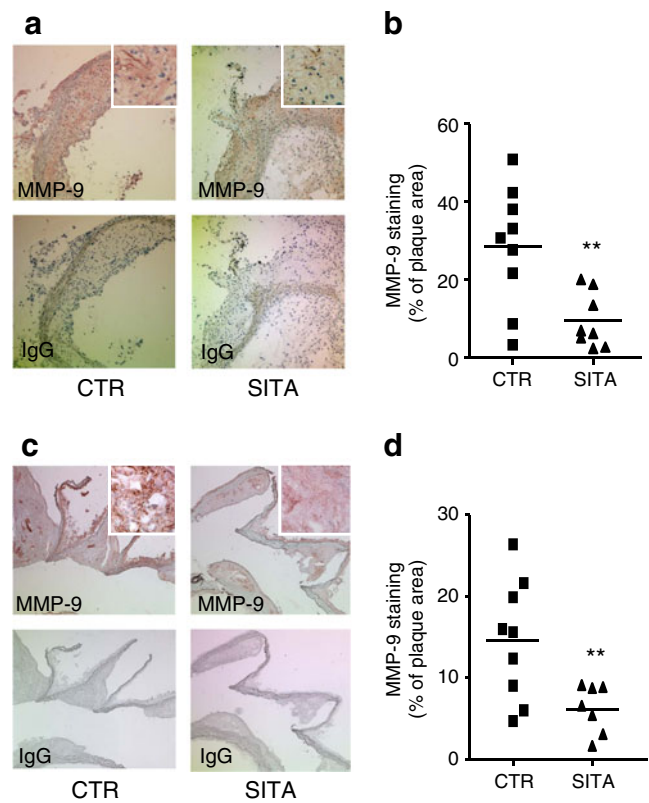 a
MMP-9
MMP-9
IgG
IgG
CTR
SITA
b
MMP-9 staining
(% of plaque area)
60
40
20
0
**
CTR
SITA
c
MMP-9
MMP-9
IgG
IgG
CTR
SITA
d
MMP-9 staining
(% of plaque area)
30
20
10
0
**
CTR
SITA